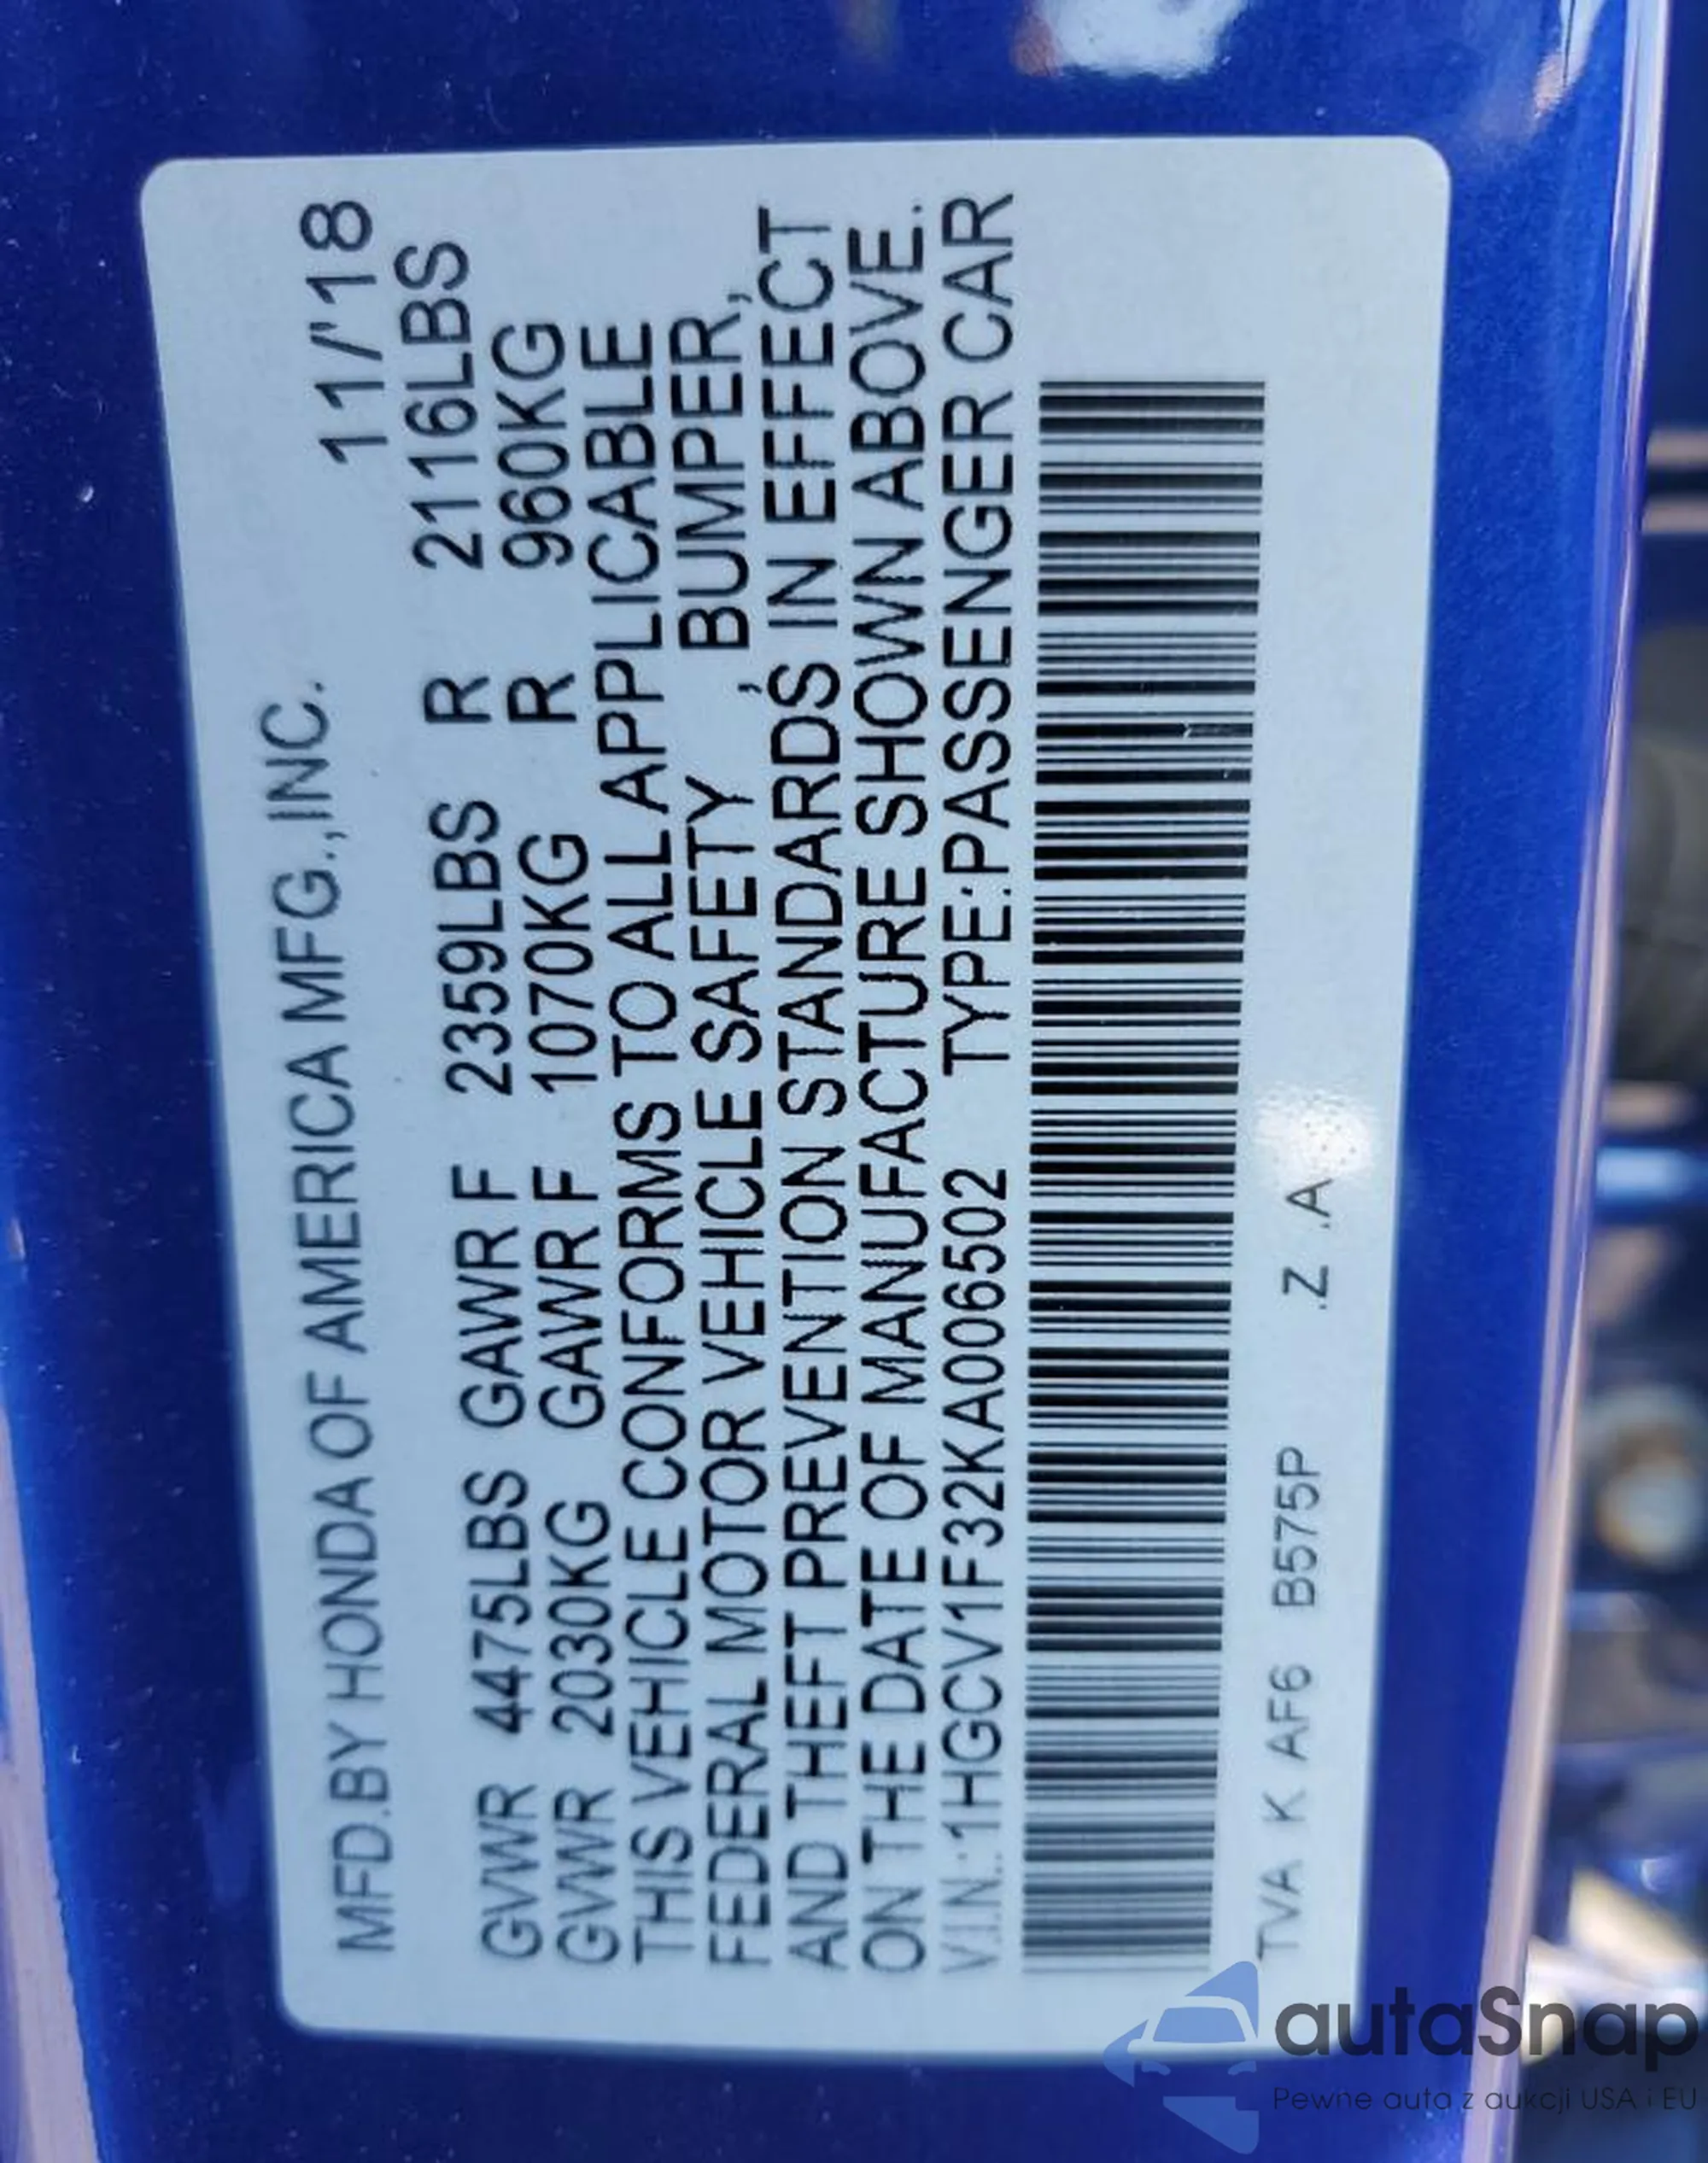 MFD.BY HONDA OF AMERICA MFG.,INC. 11/'18
GVWR 4475LBS GAWR F 2359LBS R 2116LBS
GVWR 2030KG GAWR F 1070KG R 960KG
THIS VEHICLE CONFORMS TO ALL APPLICABLE
FEDERAL MOTOR VEHICLE SAFETY , BUMPER,
AND THEFT PREVENTION STANDARDS IN EFFECT
ON THE DATE OF MANUFACTURE SHOWN ABOVE.
V.I.N.:1HGCV1F32KA006502 TYPE:PASSENGER CAR
TVA K AF6 B575P .Z .A
autaSnap
Pewne auta z aukcji USA i EU